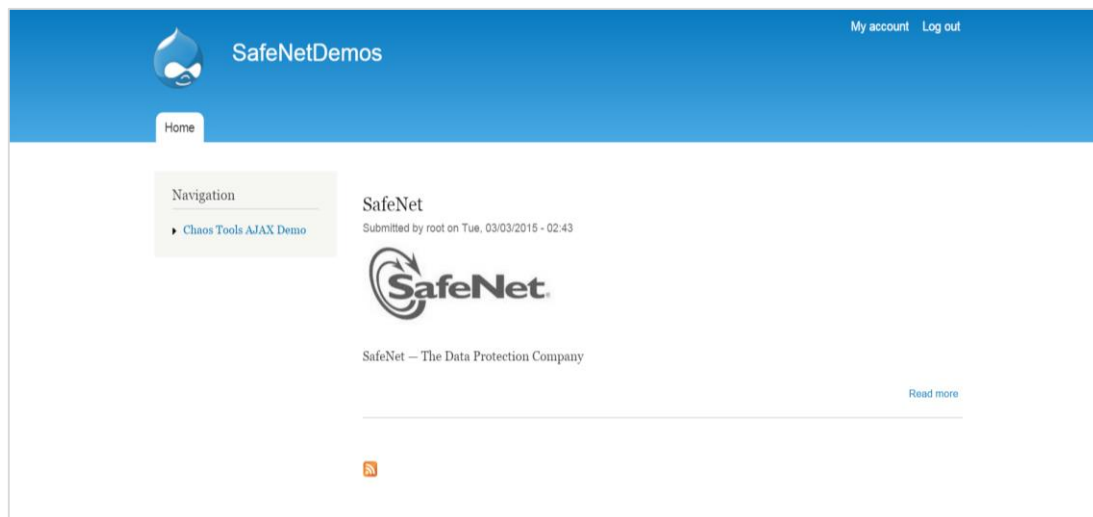 My account Log out
SafeNetDemos
Home
Navigation
Chaos Tools AJAX Demo
SafeNet
Submitted by root on Tue, 03/03/2015 - 02:43
SafeNet®
SafeNet — The Data Protection Company
Read more